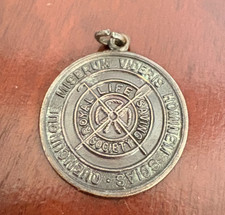 QUEMCUNQUE MISERUM VIDERIS HOMINEM SCIAS
ROYAL LIFE SAVING SOCIETY